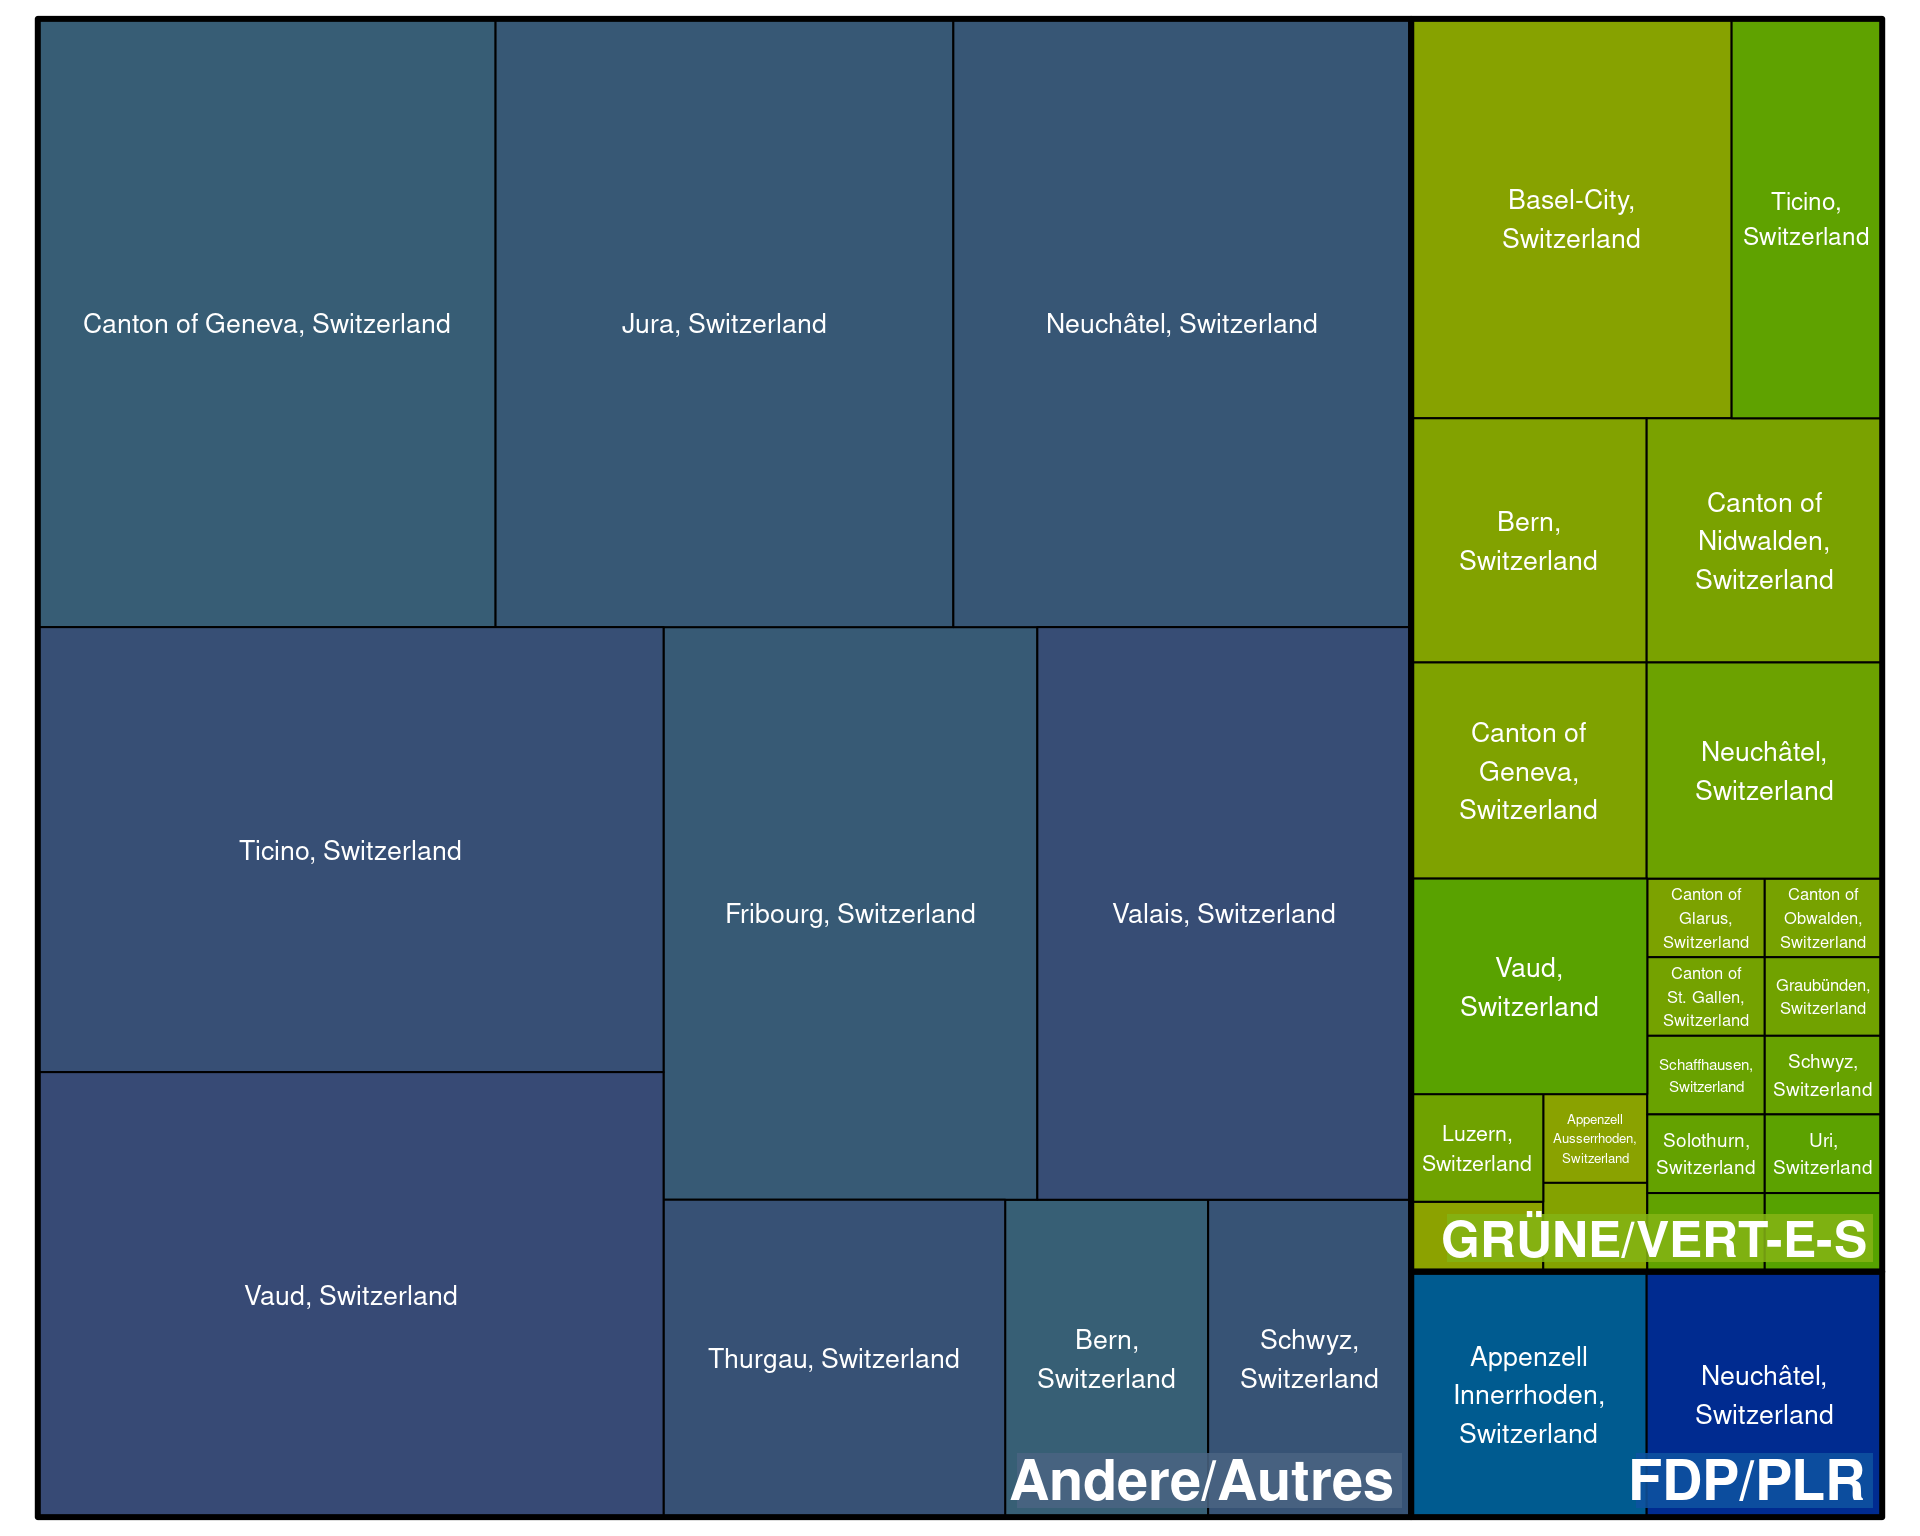 Canton of Geneva, Switzerland
Jura, Switzerland
Neuchâtel, Switzerland
Ticino, Switzerland
Fribourg, Switzerland
Valais, Switzerland
Vaud, Switzerland
Thurgau, Switzerland
Bern,
Switzerland
Schwyz,
Switzerland
Andere/Autres
Basel-City,
Switzerland
Ticino,
Switzerland
Bern,
Switzerland
Canton of
Nidwalden,
Switzerland
Canton of
Geneva,
Switzerland
Neuchâtel,
Switzerland
Vaud,
Switzerland
Canton of
Glarus,
Switzerland
Canton of
Obwalden,
Switzerland
Canton of
St. Gallen,
Switzerland
Graubünden,
Switzerland
Schaffhausen,
Switzerland
Schwyz,
Switzerland
Luzern,
Switzerland
Appenzell
Ausserrhoden,
Switzerland
Solothurn,
Switzerland
Uri,
Switzerland
GRÜNE/VERT-E-S
Appenzell
Innerrhoden,
Switzerland
Neuchâtel,
Switzerland
FDP/PLR